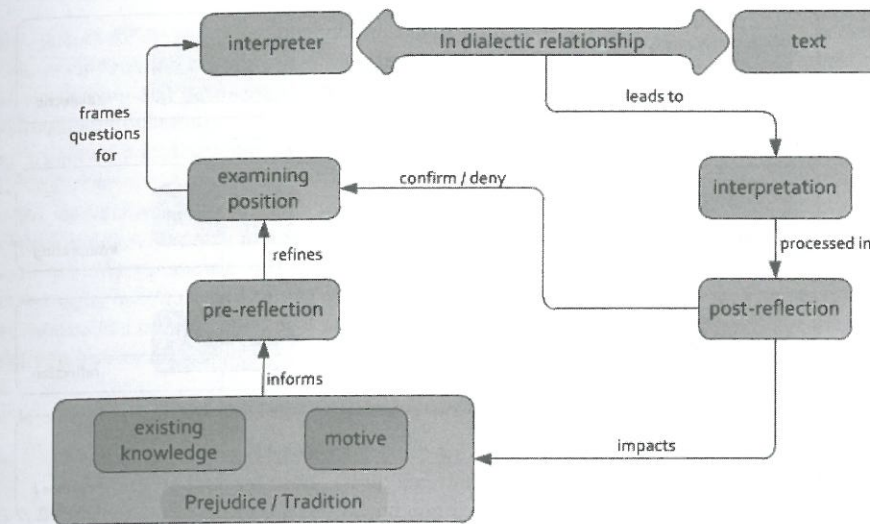 interpreter
In dialectic relationship
text
frames
questions
for
leads to
examining
position
confirm / deny
interpretation
refines
processed in
pre-reflection
post-reflection
informs
existing
knowledge
motive
impacts
Prejudice / Tradition